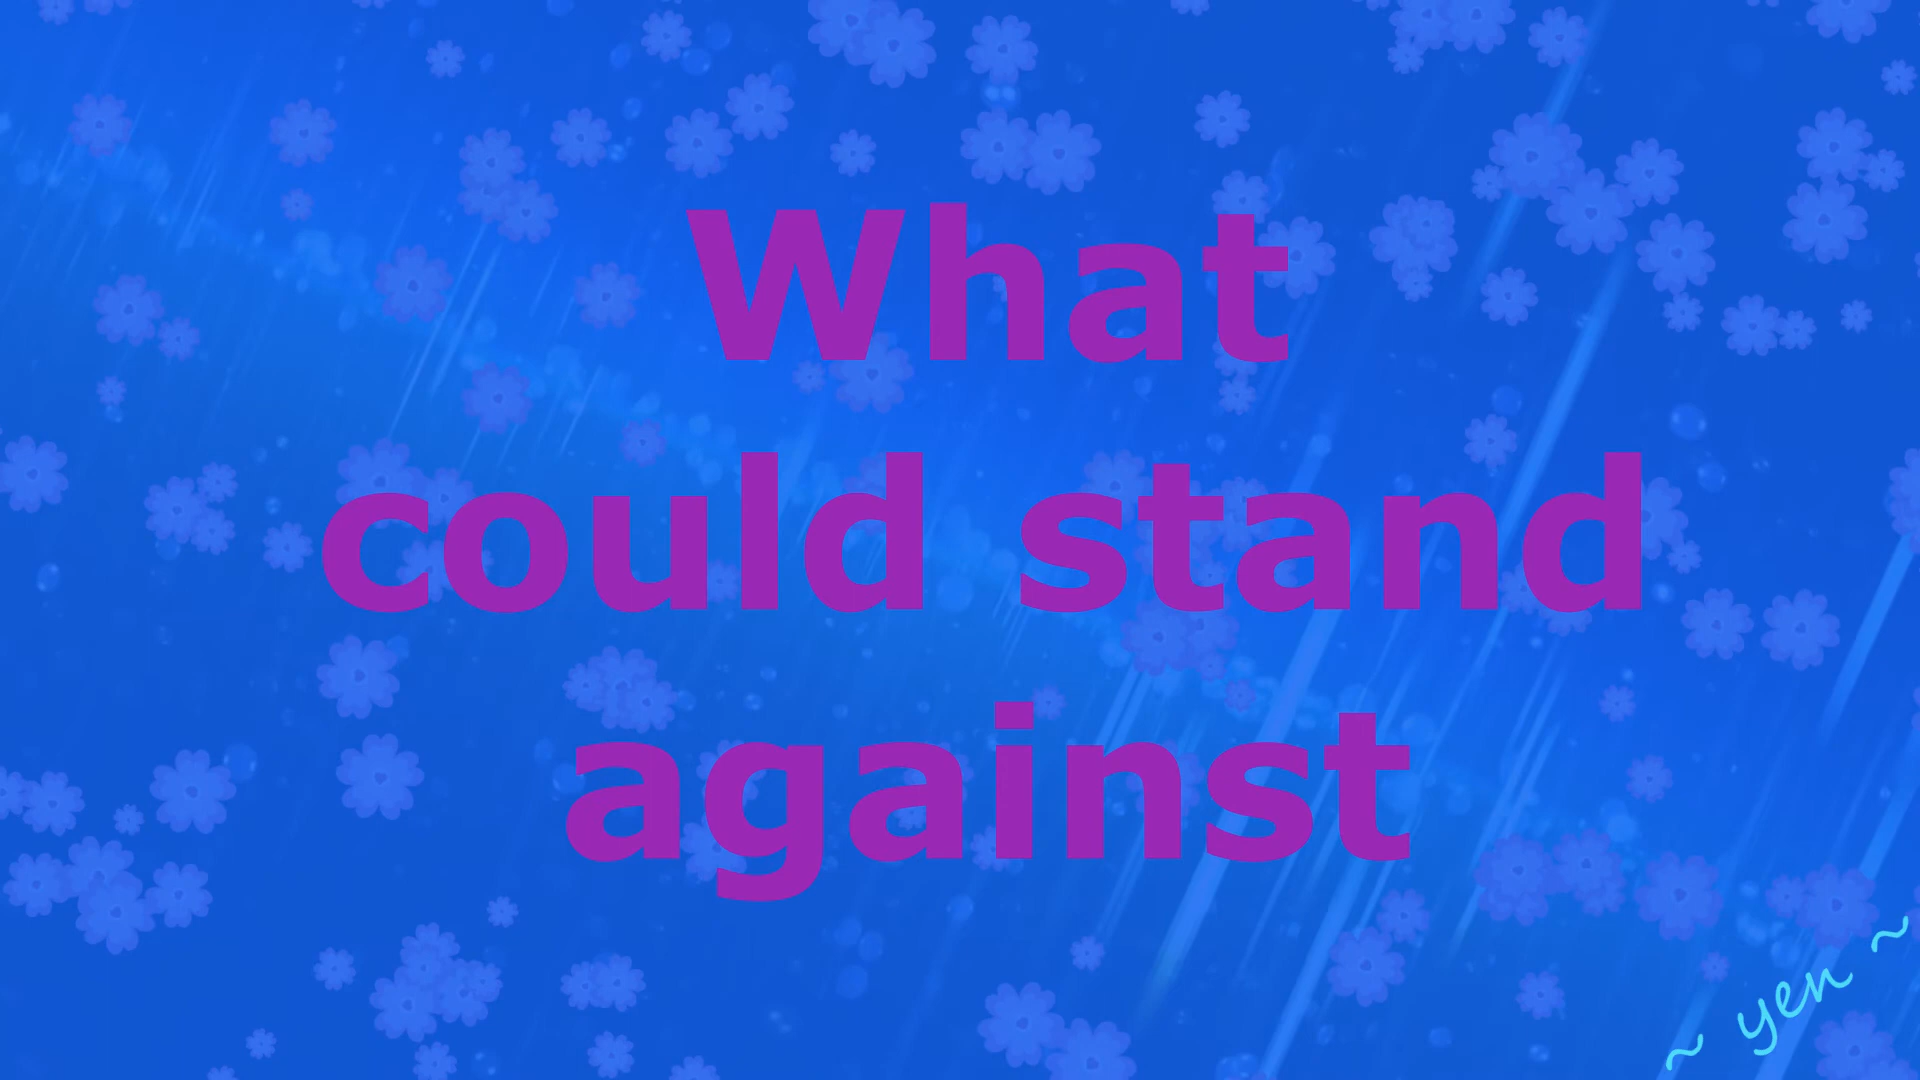 What
could stand
against
~ yen ~